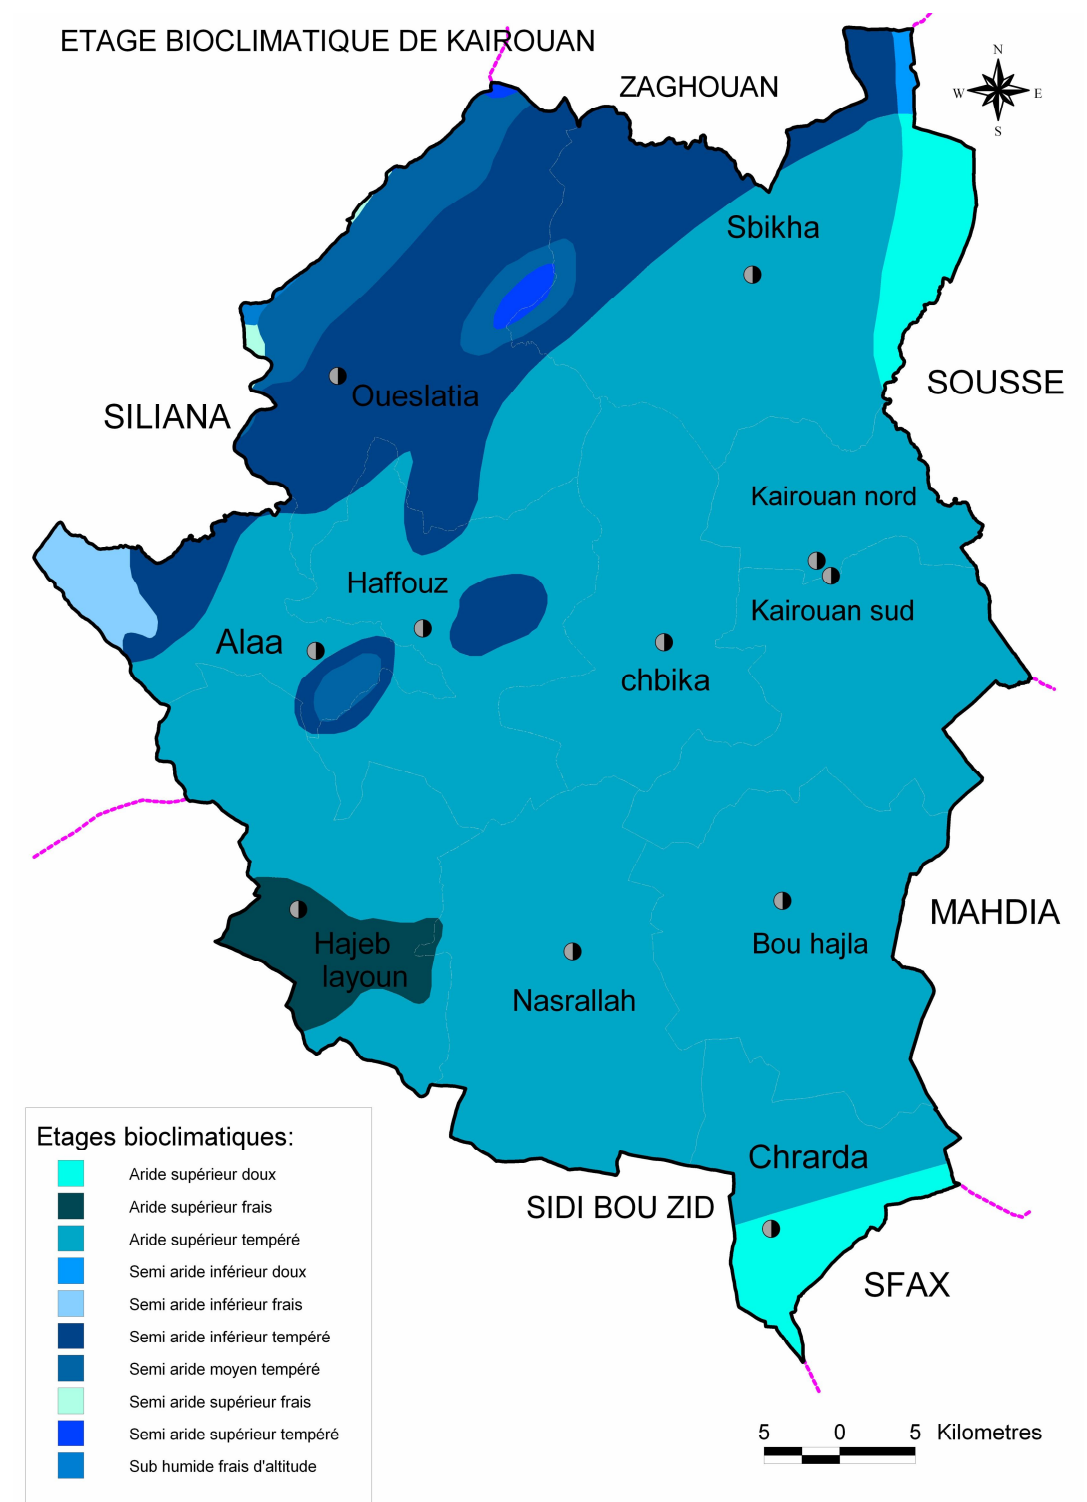 ETAGE BIOCLIMATIQUE DE KAIROUAN
ZAGHOUAN
N
W
E
S
Sbikha
SOUSSE
Oueslatia
SILIANA
Kairouan nord
Haffouz
Kairouan sud
Alaa
chbika
MAHDIA
Hajeb
layoun
Bou hajla
Nasrallah
Etages bioclimatiques:
Aride supérieur doux
Aride supérieur frais
Aride supérieur tempéré
Semi aride inférieur doux
Semi aride inférieur frais
Semi aride inférieur tempéré
Semi aride moyen tempéré
Semi aride supérieur frais
Semi aride supérieur tempéré
Sub humide frais d'altitude
Chrarda
SIDI BOU ZID
SFAX
5 0 5 Kilometres